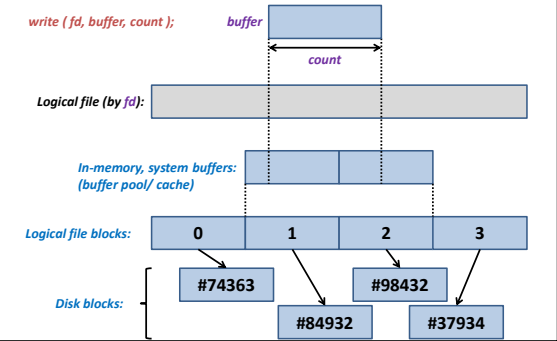 write ( fd, buffer, count );
buffer
count
Logical file (by fd):
In-memory, system buffers:
(buffer pool/ cache)
Logical file blocks:
0
1
2
3
Disk blocks:
#74363
#98432
#84932
#37934